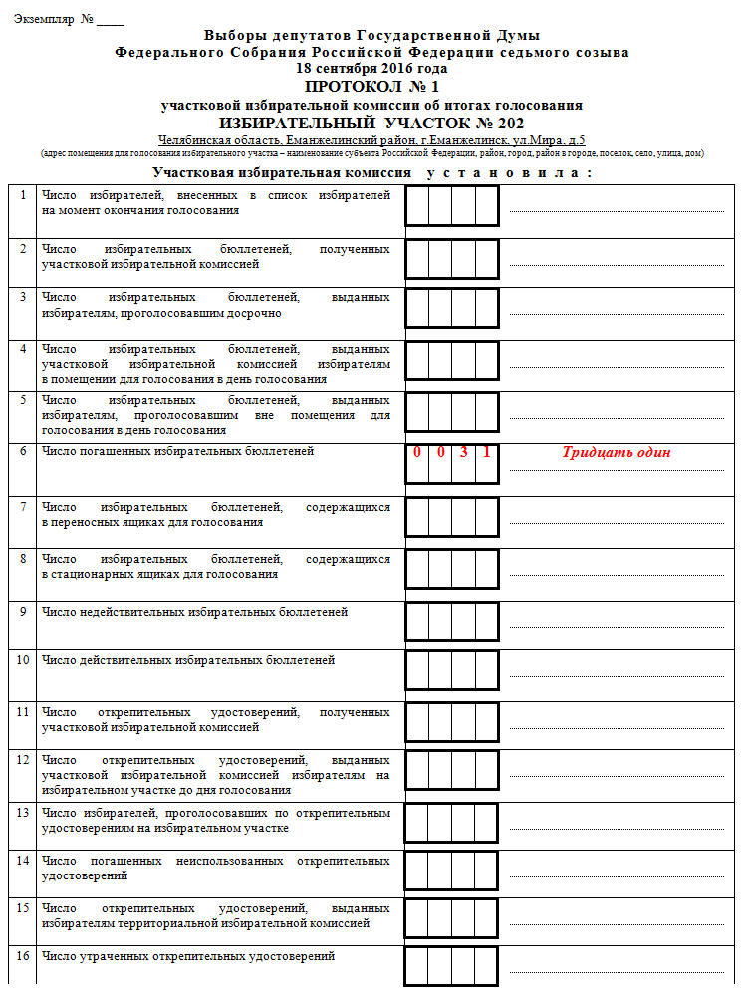 Экземпляр № ____
Выборы депутатов Государственной Думы
Федерального Собрания Российской Федерации седьмого созыва
18 сентября 2016 года
ПРОТОКОЛ № 1
участковой избирательной комиссии об итогах голосования
ИЗБИРАТЕЛЬНЫЙ УЧАСТОК № 202
Челябинская область, Еманжелинский район, г.Еманжелинск, ул.Мира, д.5
(адрес помещения для голосования избирательного участка – наименование субъекта Российской Федерации, район, город, район в городе, поселок, село, улица, дом)
Участковая избирательная комиссия установила:
1 Число избирателей, внесенных в список избирателей
на момент окончания голосования
2 Число избирательных бюллетеней, полученных
участковой избирательной комиссией
3 Число избирательных бюллетеней, выданных
избирателям, проголосовавшим досрочно
4 Число избирательных бюллетеней, выданных
участковой избирательной комиссией избирателям
в помещении для голосования в день голосования
5 Число избирательных бюллетеней, выданных
избирателям, проголосовавшим вне помещения для
голосования в день голосования
6 Число погашенных избирательных бюллетеней 0 0 3 1 Тридцать один
7 Число избирательных бюллетеней, содержащихся
в переносных ящиках для голосования
8 Число избирательных бюллетеней, содержащихся
в стационарных ящиках для голосования
9 Число недействительных избирательных бюллетеней
10 Число действительных избирательных бюллетеней
11 Число открепительных удостоверений, полученных
участковой избирательной комиссией
12 Число открепительных удостоверений, выданных
участковой избирательной комиссией избирателям на
избирательном участке до дня голосования
13 Число избирателей, проголосовавших по открепительным
удостоверениям на избирательном участке
14 Число погашенных неиспользованных открепительных
удостоверений
15 Число открепительных удостоверений, выданных
избирателям территориальной избирательной комиссией
16 Число утраченных открепительных удостоверений